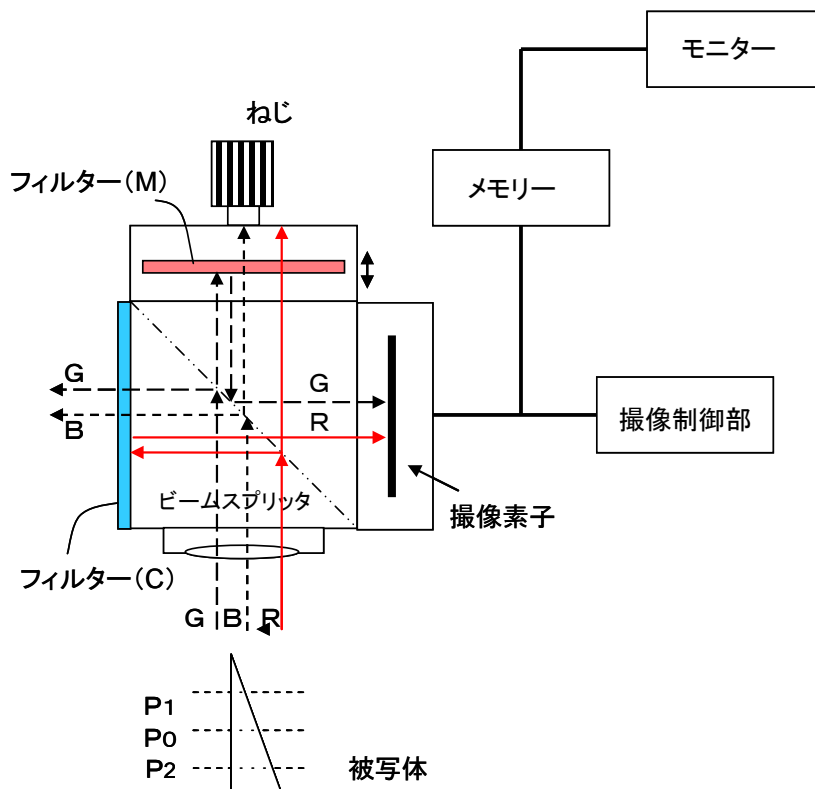 モニター
ねじ
メモリー
フィルター(M)
G
B
G
R
撮像制御部
ビームスプリッタ
撮像素子
フィルター(C)
G B R
P1
P0
P2
被写体